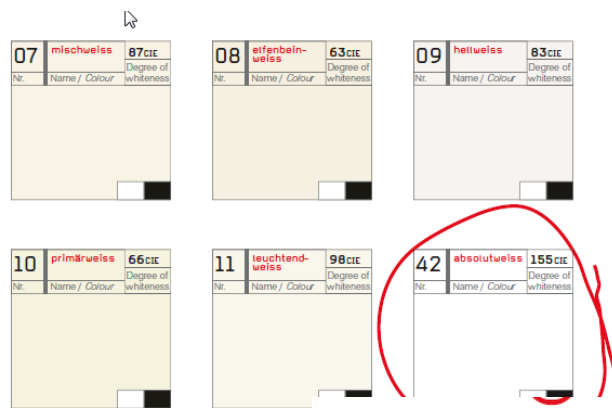 07 mischweiss 87CIE
Nr. Name / Colour Degree of whiteness
08 elfenbein-weiss 63CIE
Nr. Name / Colour Degree of whiteness
09 hellweiss 83CIE
Nr. Name / Colour Degree of whiteness
10 primärweiss 66CIE
Nr. Name / Colour Degree of whiteness
11 leuchtend-weiss 98CIE
Nr. Name / Colour Degree of whiteness
42 absolutweiss 155CIE
Nr. Name / Colour Degree of whiteness